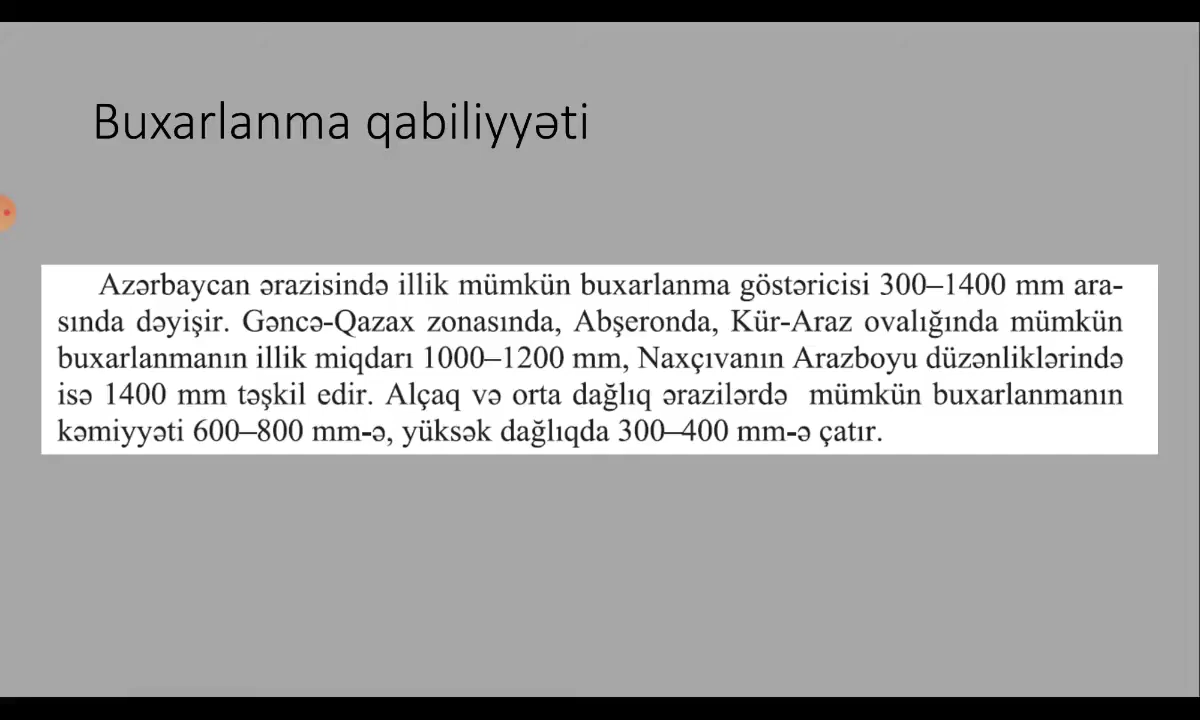 Buxarlanma qabiliyyəti
Azərbaycan ərazisində illik mümkün buxarlanma göstəricisi 300–1400 mm ara-
sında dəyişir. Gəncə-Qazax zonasında, Abşeronda, Kür-Araz ovalığında mümkün
buxarlanmanın illik miqdarı 1000–1200 mm, Naxçıvanın Arazboyu düzənliklərində
isə 1400 mm təşkil edir. Alçaq və orta dağlıq ərazilərdə mümkün buxarlanmanın
kəmiyyəti 600–800 mm-ə, yüksək dağlıqda 300–400 mm-ə çatır.